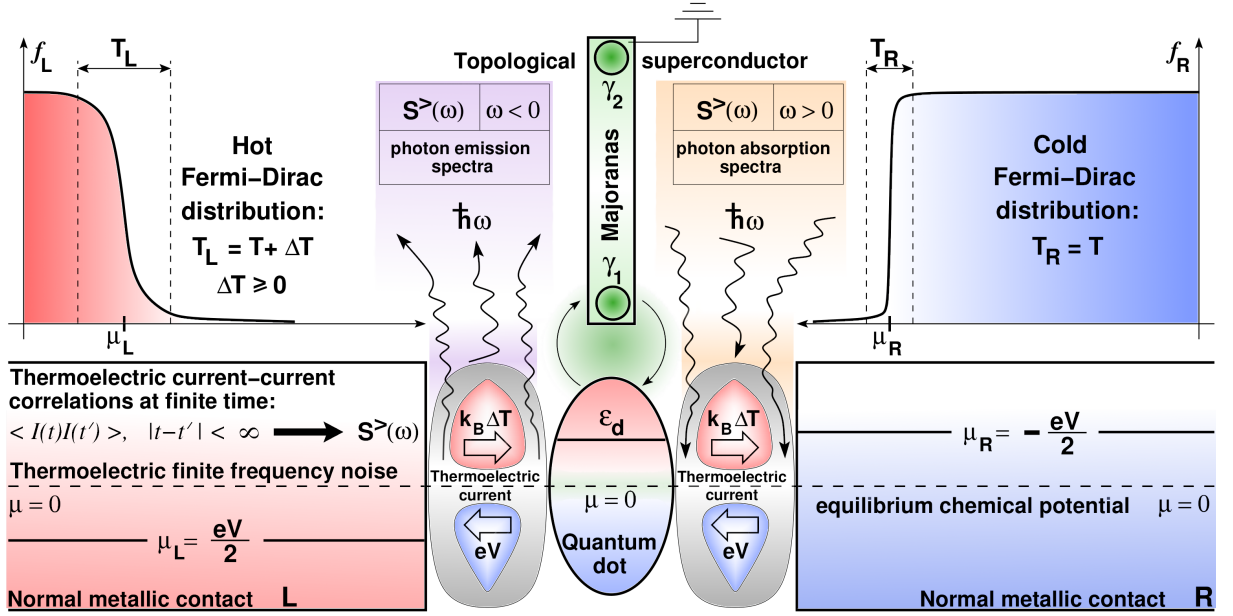 f_L
T_L
Hot
Fermi−Dirac
distribution:
T_L = T+ ΔT
ΔT ⩾ 0
μ_L
Topological superconductor
S^>(ω) ω < 0
photon emission
spectra
ħω
γ_2
Majoranas
γ_1
S^>(ω) ω > 0
photon absorption
spectra
ħω
T_R
f_R
Cold
Fermi−Dirac
distribution:
T_R = T
μ_R
Thermoelectric current−current
correlations at finite time:
< I(t)I(t′) >, |t−t′| < ∞ S^>(ω)
Thermoelectric finite frequency noise
μ = 0
μ_L = eV/2
Normal metallic contact L
k_B ΔT
Thermoelectric
current
eV
ε_d
μ = 0
Quantum
dot
k_B ΔT
Thermoelectric
current
eV
μ_R = − eV/2
equilibrium chemical potential μ = 0
Normal metallic contact R